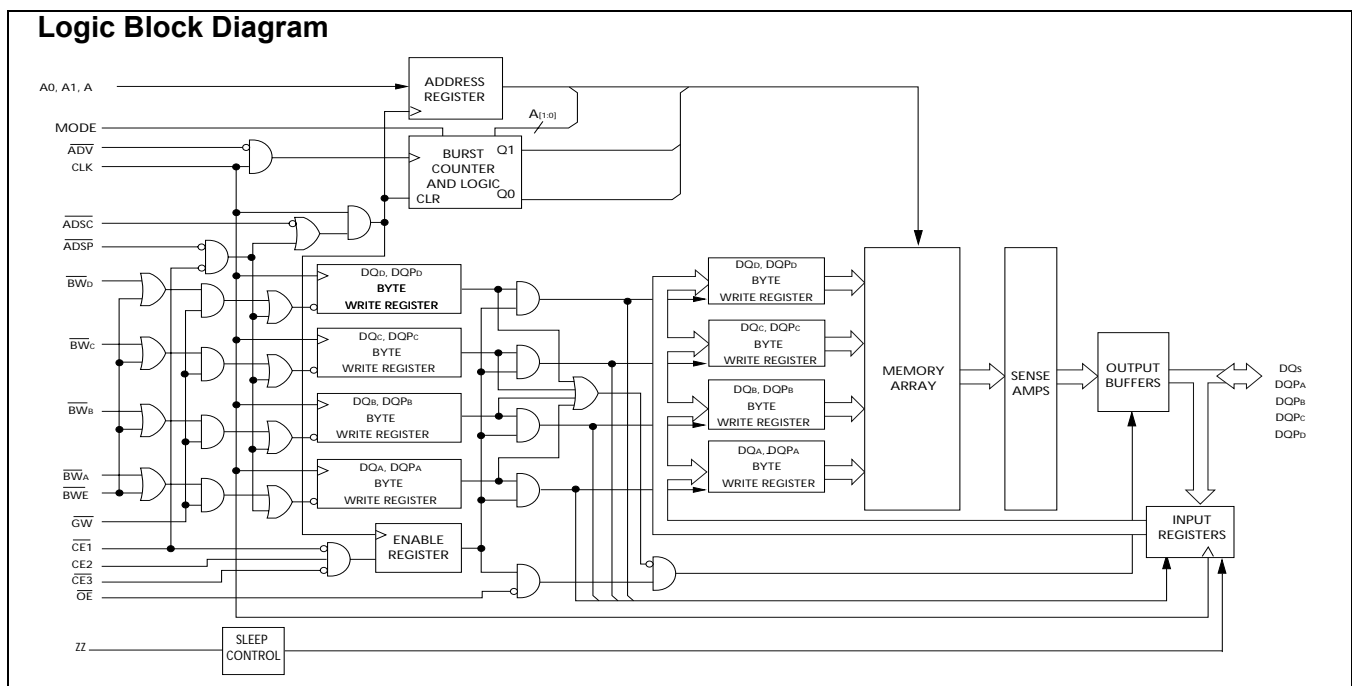 Logic Block Diagram
A0, A1, A
ADDRESS
REGISTER
A[1:0]
MODE
ADV
CLK
BURST
COUNTER
AND LOGIC
CLR
Q1
Q0
ADSC
ADSP
BWD
BWC
BWB
BWA
BWE
GW
CE1
CE2
CE3
OE
ZZ
SLEEP
CONTROL
DQD, DQPD
BYTE
WRITE REGISTER
DQC, DQPC
BYTE
WRITE REGISTER
DQB, DQPB
BYTE
WRITE REGISTER
DQA, DQPA
BYTE
WRITE REGISTER
ENABLE
REGISTER
DQD, DQPD
BYTE
WRITE REGISTER
DQC, DQPC
BYTE
WRITE REGISTER
DQB, DQPB
BYTE
WRITE REGISTER
DQA, DQPA
BYTE
WRITE REGISTER
MEMORY
ARRAY
SENSE
AMPS
OUTPUT
BUFFERS
INPUT
REGISTERS
DQS
DQPA
DQPB
DQPC
DQPD